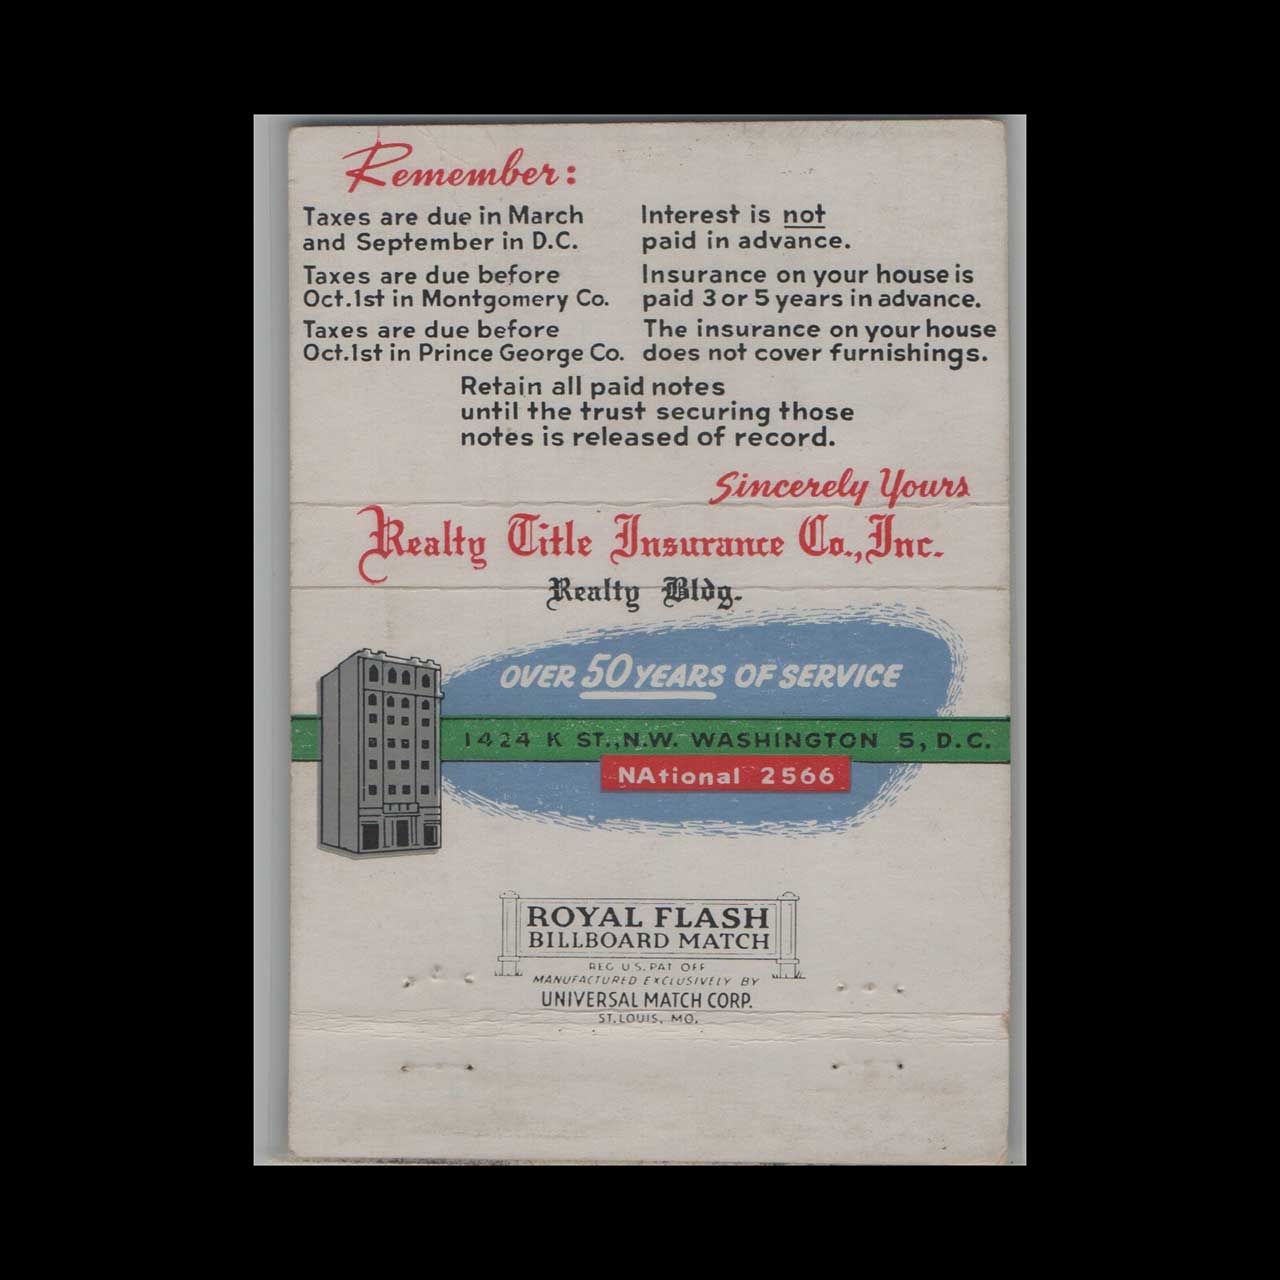 Remember:
Taxes are due in March
and September in D.C.
Taxes are due before
Oct.1st in Montgomery Co.
Taxes are due before
Oct.1st in Prince George Co.
Interest is not
paid in advance.
Insurance on your house is
paid 3 or 5 years in advance.
The insurance on your house
does not cover furnishings.
Retain all paid notes
until the trust securing those
notes is released of record.
Sincerely Yours
Realty Title Insurance Co., Inc.
Realty Bldg.
OVER 50 YEARS OF SERVICE
1424 K ST., N.W. WASHINGTON 5, D.C.
NAtional 2566
ROYAL FLASH
BILLBOARD MATCH
REG U.S. PAT OFF
MANUFACTURED EXCLUSIVELY BY
UNIVERSAL MATCH CORP.
ST. LOUIS, MO.